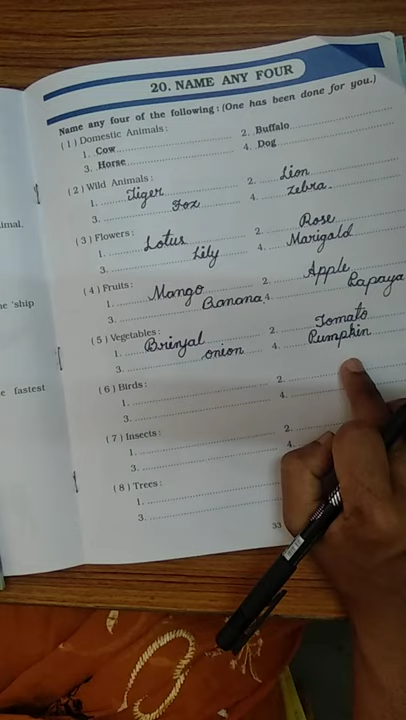 20. NAME ANY FOUR
Name any four of the following : (One has been done for you.)
( 1 ) Domestic Animals :
1. Cow 2. Buffalo
3. Horse 4. Dog
( 2 ) Wild Animals :
1. Tiger 2. Lion
3. Fox 4. Zebra
( 3 ) Flowers :
1. Lotus 2. Rose
3. Lily 4. Marigold
( 4 ) Fruits :
1. Mango 2. Apple
3. Banana 4. Papaya
( 5 ) Vegetables :
1. Brinjal 2. Tomato
3. onion 4. Pumpkin
( 6 ) Birds :
1. 2.
3. 4.
( 7 ) Insects :
1. 2.
3. 4.
( 8 ) Trees :
1.
3.
33
'ship
fastest